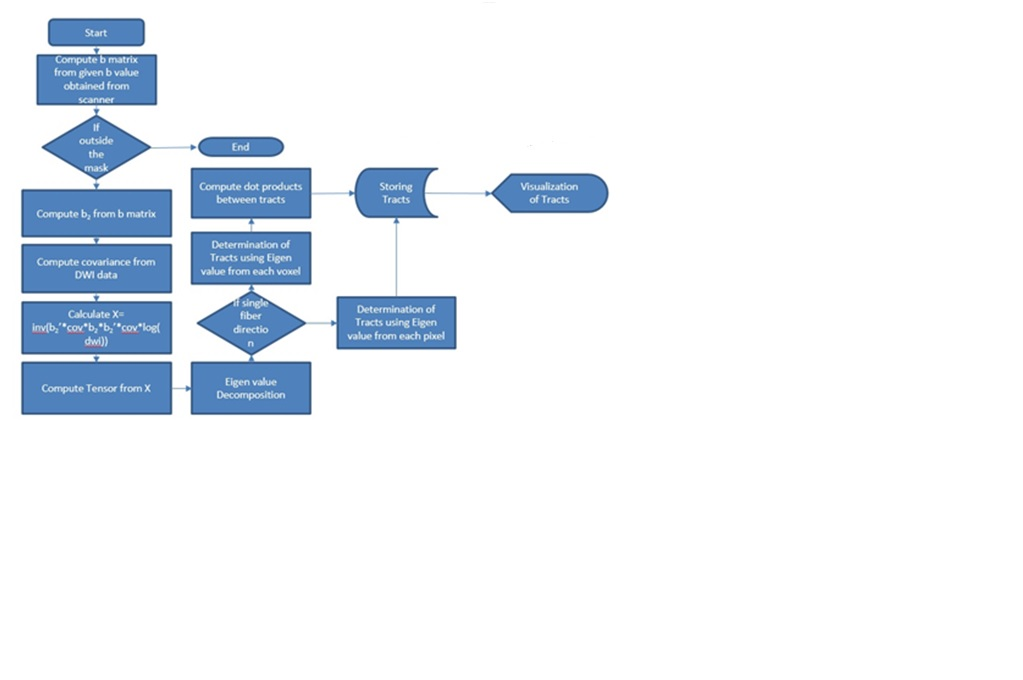 Start
Compute b matrix
from given b value
obtained from
scanner
If
outside
the
mask
End
Compute b₂ from b matrix
Compute covariance from
DWI data
Calculate X=
inv(b₂'*cov*b₂*b₂'*cov*log(
dwi))
Compute Tensor from X
Eigen value
Decomposition
If single
fiber
directio
n
Determination of
Tracts using Eigen
value from each voxel
Compute dot products
between tracts
Determination of
Tracts using Eigen
value from each pixel
Storing
Tracts
Visualization
of Tracts